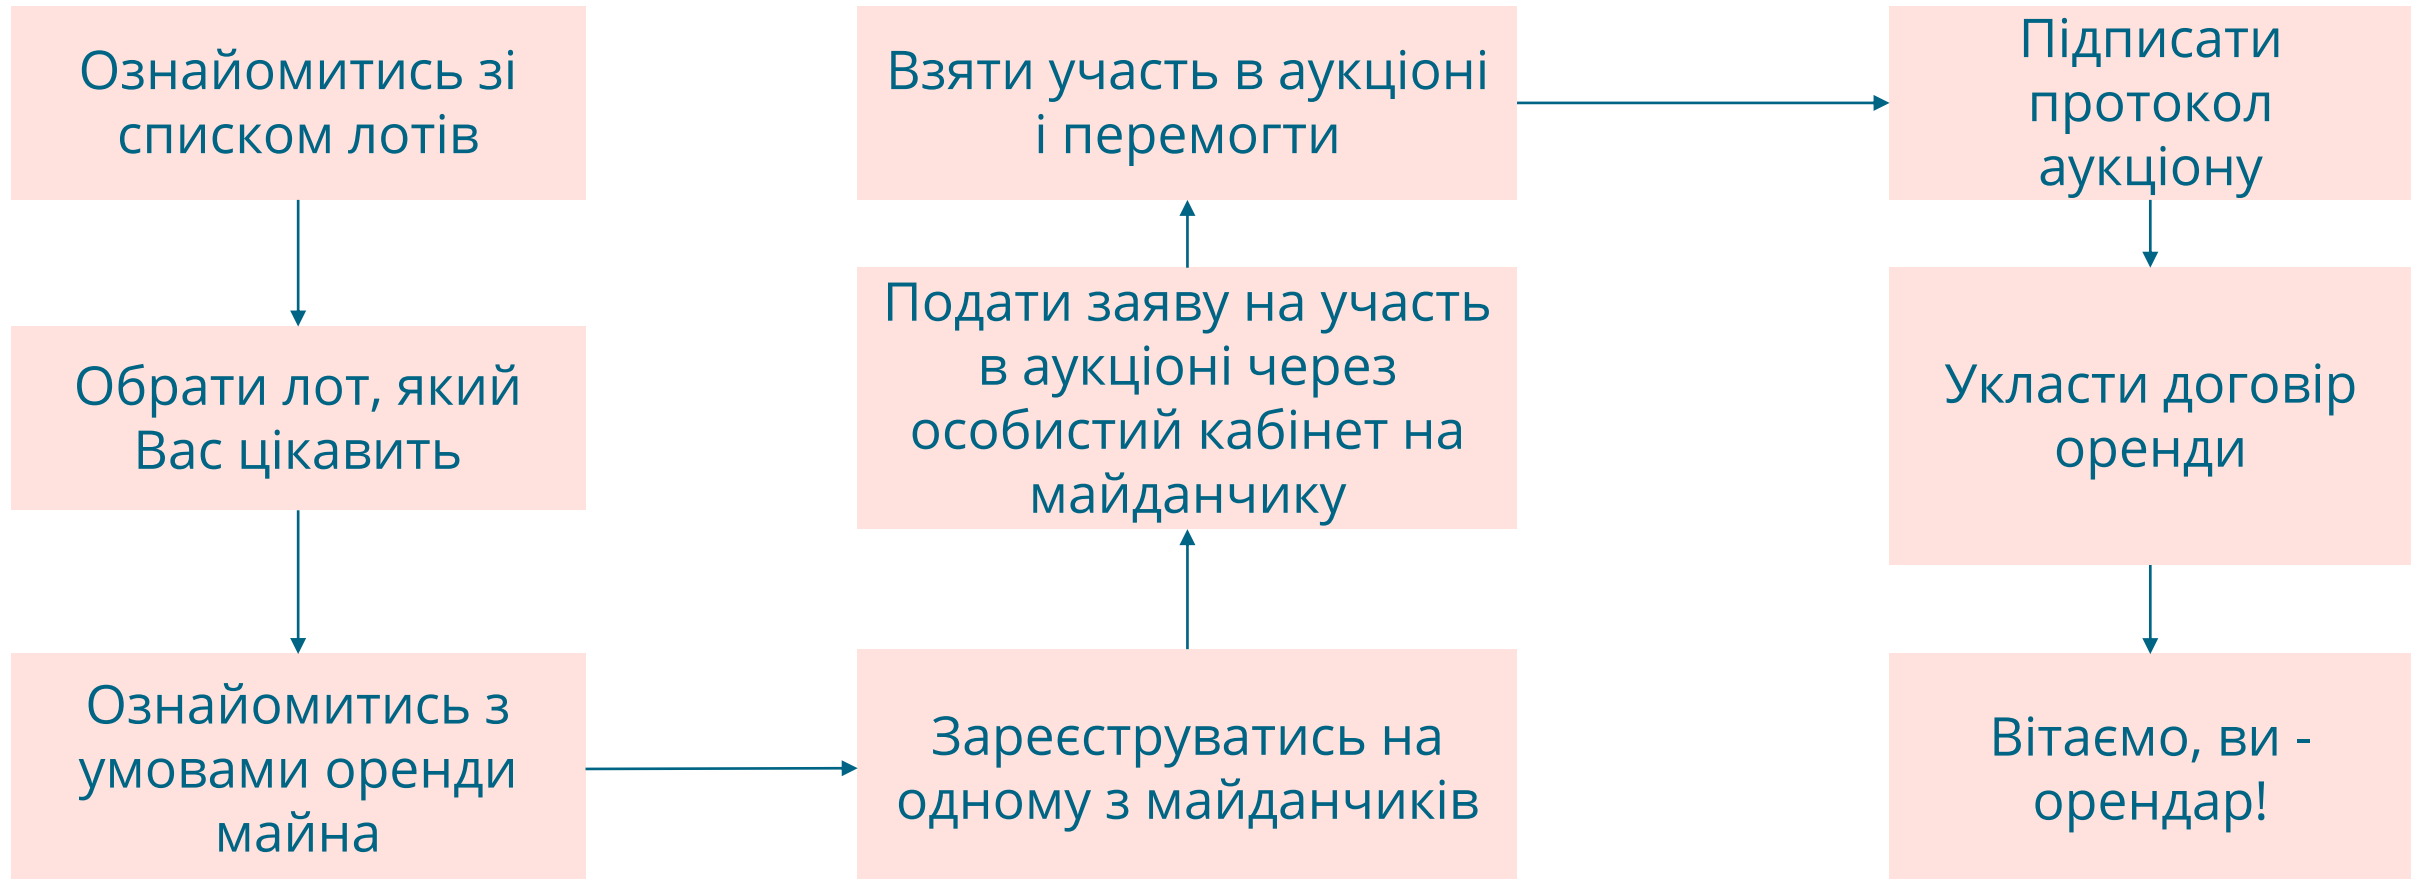 Ознайомитись зі
списком лотів
Обрати лот, який
Вас цікавить
Ознайомитись з
умовами оренди
майна
Зареєструватись на
одному з майданчиків
Подати заяву на участь
в аукціоні через
особистий кабінет на
майданчику
Взяти участь в аукціоні
і перемогти
Підписати
протокол
аукціону
Укласти договір
оренди
Вітаємо, ви -
орендар!